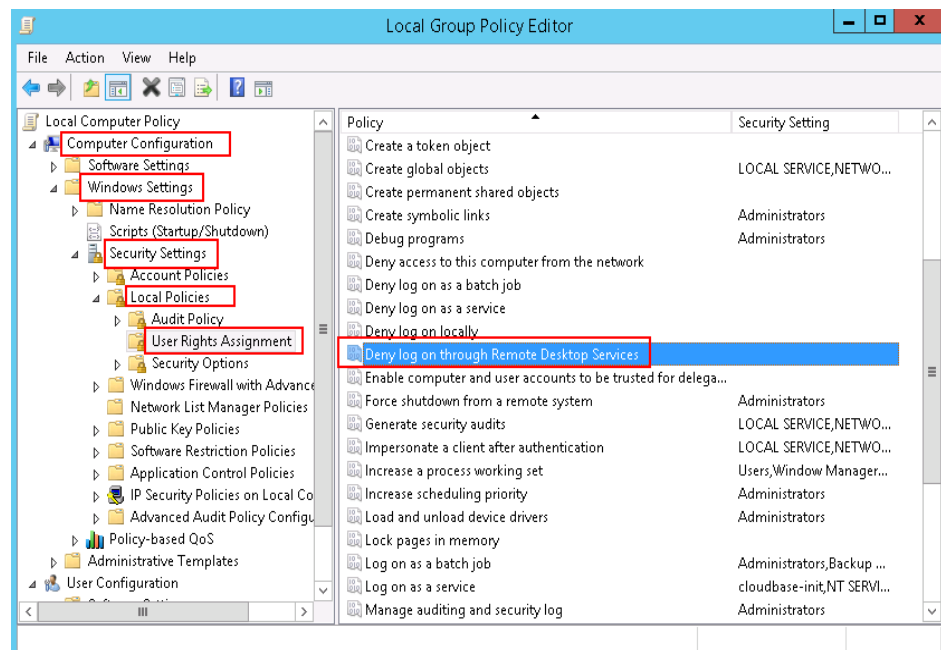 Local Group Policy Editor
File Action View Help
Local Computer Policy
Computer Configuration
Software Settings
Windows Settings
Name Resolution Policy
Scripts (Startup/Shutdown)
Security Settings
Account Policies
Local Policies
Audit Policy
User Rights Assignment
Security Options
Windows Firewall with Advance
Network List Manager Policies
Public Key Policies
Software Restriction Policies
Application Control Policies
IP Security Policies on Local Co
Advanced Audit Policy Configu
Policy-based QoS
Administrative Templates
User Configuration
Policy Security Setting
Create a token object
Create global objects LOCAL SERVICE,NETWO...
Create permanent shared objects
Create symbolic links Administrators
Debug programs Administrators
Deny access to this computer from the network
Deny log on as a batch job
Deny log on as a service
Deny log on locally
Deny log on through Remote Desktop Services
Enable computer and user accounts to be trusted for delega...
Force shutdown from a remote system Administrators
Generate security audits LOCAL SERVICE,NETWO...
Impersonate a client after authentication LOCAL SERVICE,NETWO...
Increase a process working set Users,Window Manager...
Increase scheduling priority Administrators
Load and unload device drivers Administrators
Lock pages in memory
Log on as a batch job Administrators,Backup ...
Log on as a service cloudbase-init,NT SERVI...
Manage auditing and security log Administrators